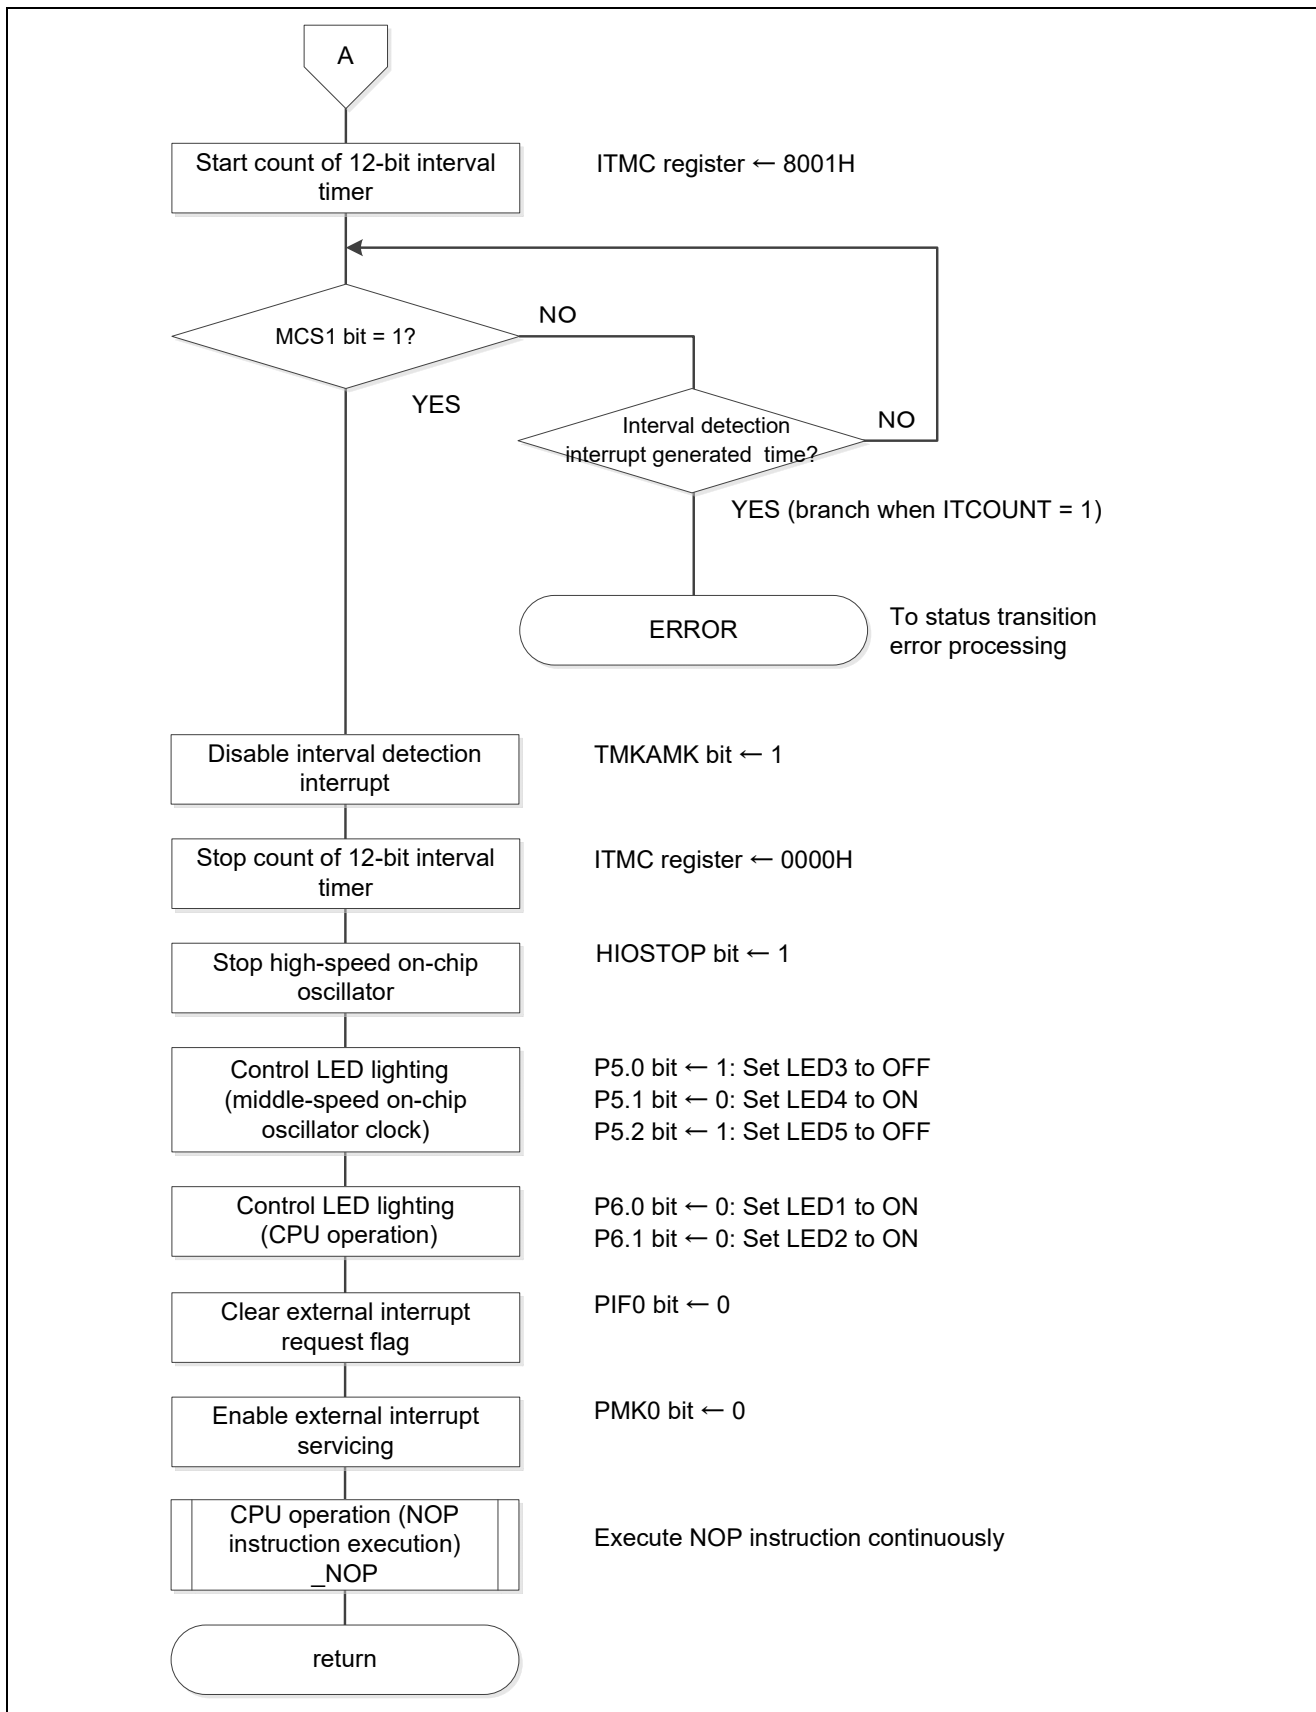 A
Start count of 12-bit interval
timer
ITMC register ← 8001H
MCS1 bit = 1?
NO
YES
Interval detection
interrupt generated  time?
NO
YES (branch when ITCOUNT = 1)
ERROR
To status transition
error processing
Disable interval detection
interrupt
TMKAMK bit ← 1
Stop count of 12-bit interval
timer
ITMC register ← 0000H
Stop high-speed on-chip
oscillator
HIOSTOP bit ← 1
Control LED lighting
(middle-speed on-chip
oscillator clock)
P5.0 bit ← 1: Set LED3 to OFF
P5.1 bit ← 0: Set LED4 to ON
P5.2 bit ← 1: Set LED5 to OFF
Control LED lighting
(CPU operation)
P6.0 bit ← 0: Set LED1 to ON
P6.1 bit ← 0: Set LED2 to ON
Clear external interrupt
request flag
PIF0 bit ← 0
Enable external interrupt
servicing
PMK0 bit ← 0
CPU operation (NOP
instruction execution)
_NOP
Execute NOP instruction continuously
return